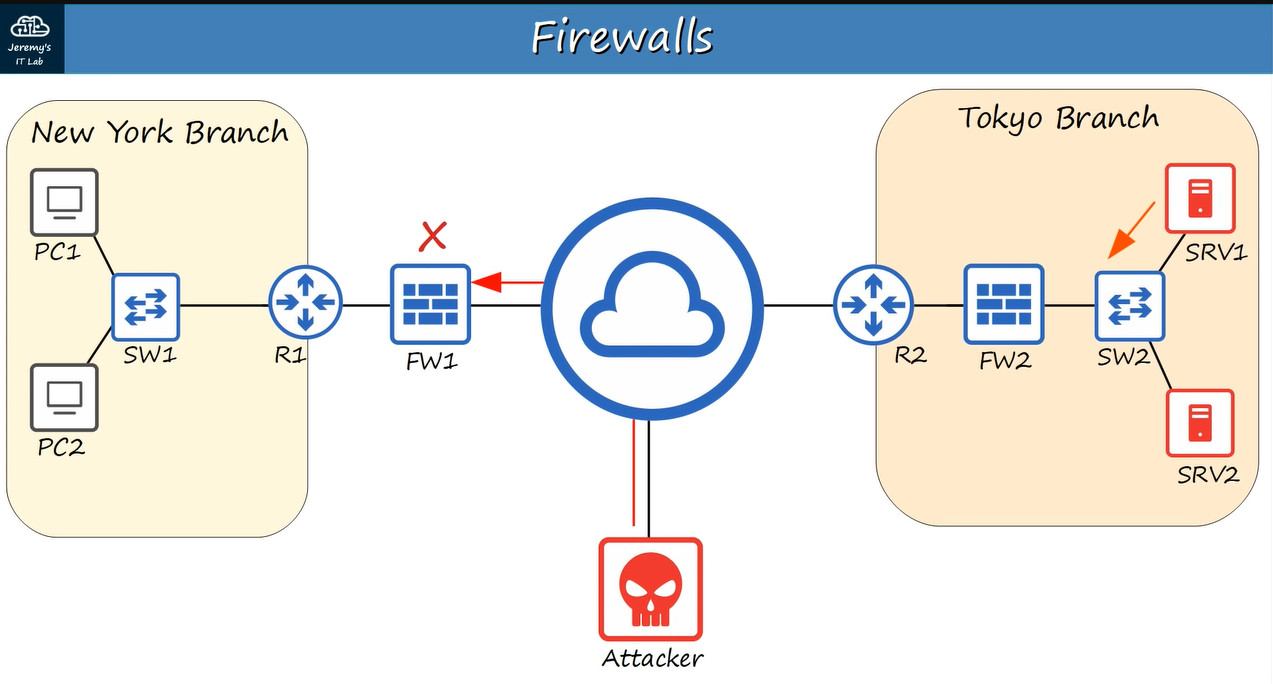 Jeremy's
IT Lab
Firewalls
New York Branch
PC1
SW1
PC2
R1
X
FW1
Attacker
Tokyo Branch
R2
FW2
SW2
SRV1
SRV2